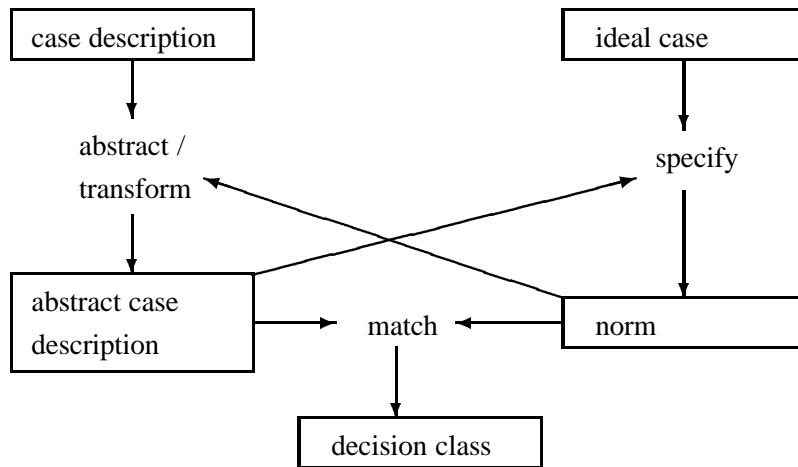 case description
ideal case
abstract /
transform
specify
abstract case
description
match
norm
decision class